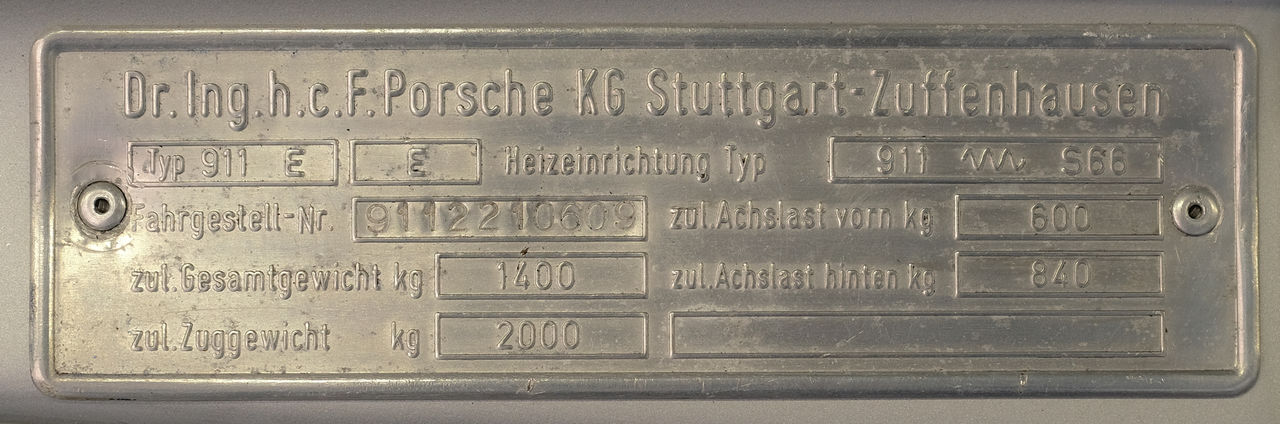 Dr.Ing.h.c.F.Porsche KG Stuttgart-Zuffenhausen
Typ 911 E E Heizeinrichtung Typ 911 S66
Fahrgestell-Nr. 9112210609 zul.Achslast vorn kg 600
zul.Gesamtgewicht kg 1400 zul.Achslast hinten kg 840
zul.Zuggewicht kg 2000